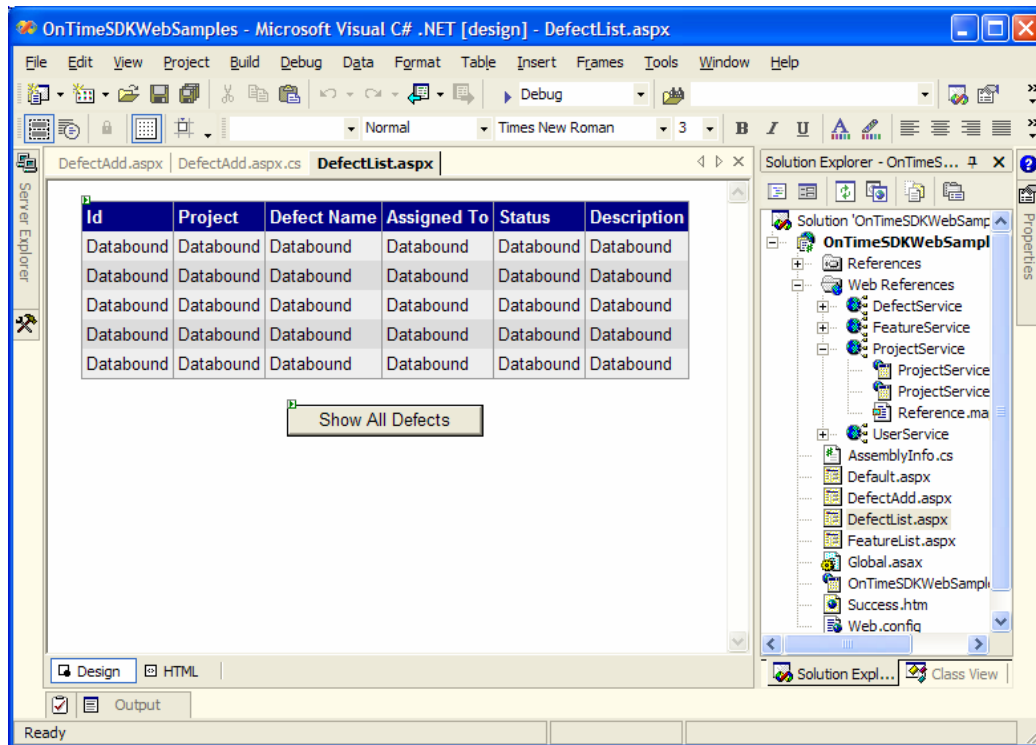 OnTimeSDKWebSamples - Microsoft Visual C# .NET [design] - DefectList.aspx
File Edit View Project Build Debug Data Format Table Insert Frames Tools Window Help
Debug
Normal Times New Roman 3 B I U A
DefectAdd.aspx DefectAdd.aspx.cs DefectList.aspx
Server Explorer
Id Project Defect Name Assigned To Status Description
Databound Databound Databound Databound Databound Databound
Databound Databound Databound Databound Databound Databound
Databound Databound Databound Databound Databound Databound
Databound Databound Databound Databound Databound Databound
Databound Databound Databound Databound Databound Databound
Show All Defects
Design HTML
Output
Ready
Solution Explorer - OnTimeS...
Solution 'OnTimeSDKWebSamp
OnTimeSDKWebSampl
References
Web References
DefectService
FeatureService
ProjectService
ProjectService
ProjectService
Reference.ma
UserService
AssemblyInfo.cs
Default.aspx
DefectAdd.aspx
DefectList.aspx
FeatureList.aspx
Global.asax
OnTimeSDKWebSample
Success.htm
Web.config
Solution Expl... Class View
Properties